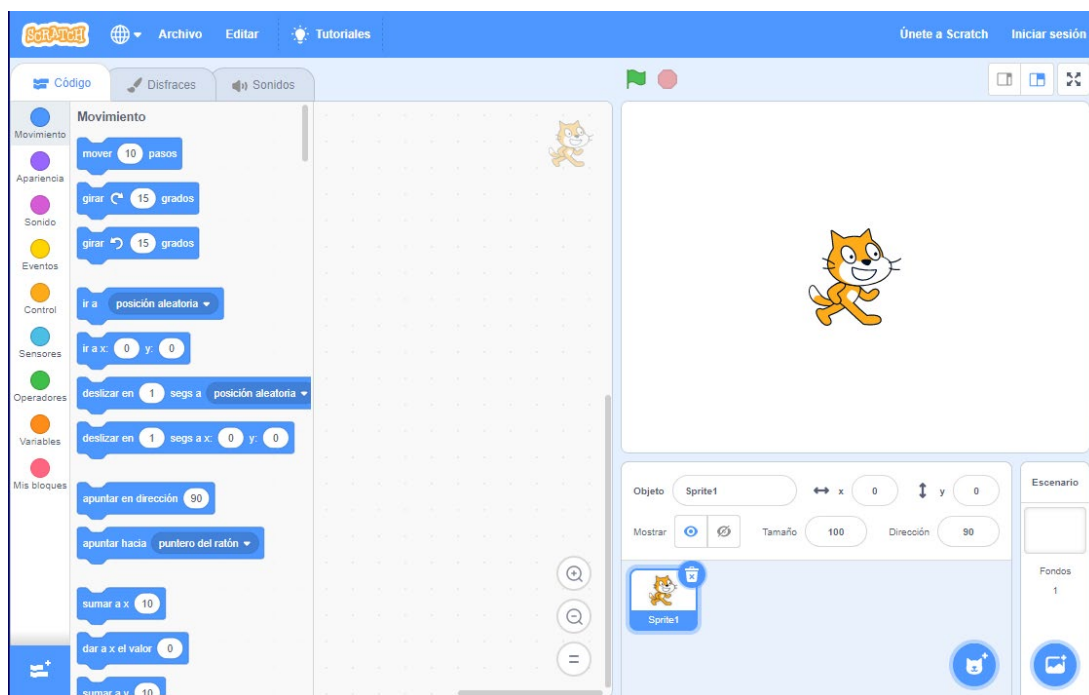 SCRATCH Archivo Editar Tutoriales Únete a Scratch Iniciar sesión
Código Disfraces Sonidos
Movimiento
Apariencia
Sonido
Eventos
Control
Sensores
Operadores
Variables
Mis bloques
Movimiento
mover 10 pasos
girar 15 grados
girar 15 grados
ir a posición aleatoria
ir a x: 0 y: 0
deslizar en 1 segs a posición aleatoria
deslizar en 1 segs a x: 0 y: 0
apuntar en dirección 90
apuntar hacia puntero del ratón
sumar a x 10
dar a x el valor 0
sumar a y 10
Objeto Sprite1 x 0 y 0
Mostrar Tamaño 100 Dirección 90
Sprite1
Escenario
Fondos
1